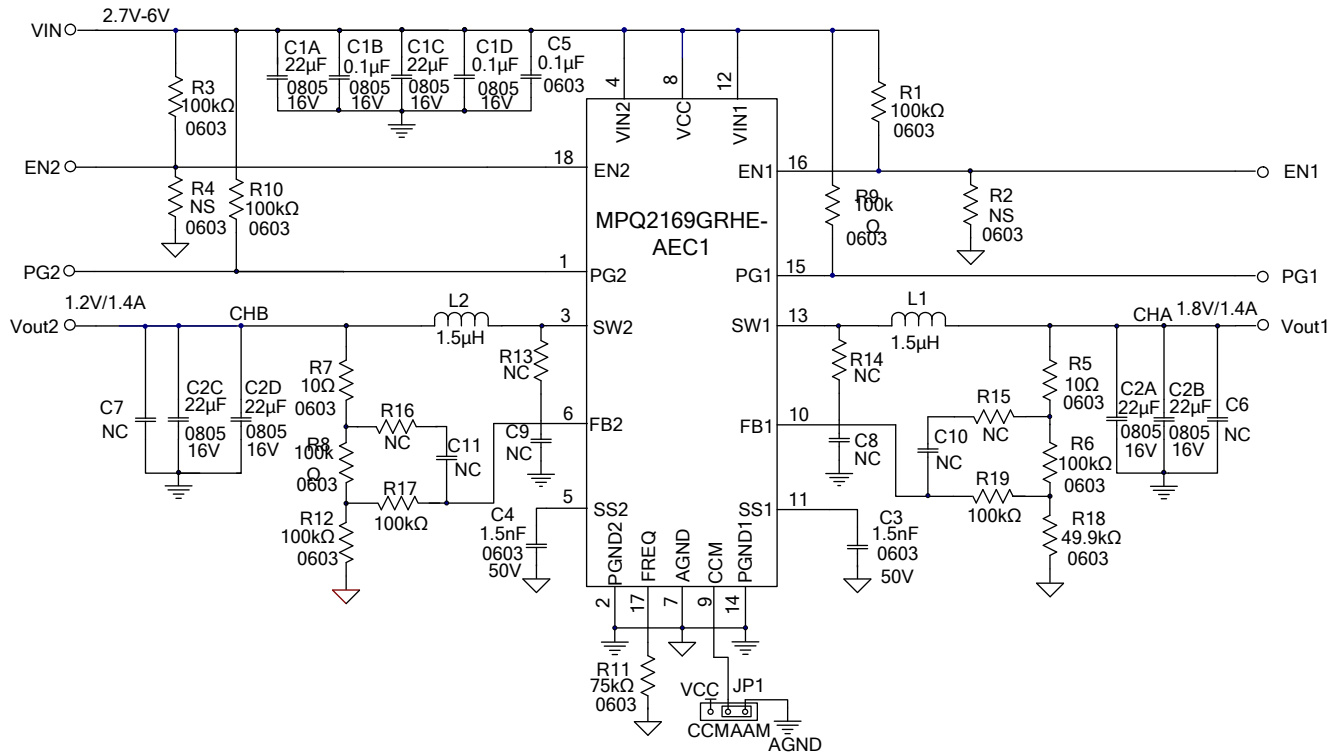 2.7V-6V
VIN
C1A
22µF
0805
16V
C1B
0.1µF
0805
16V
C1C
22µF
0805
16V
C1D
0.1µF
0805
16V
C5
0.1µF
0603
4
8
12
VIN2
VCC
VIN1
R3
100kΩ
0603
R1
100kΩ
0603
EN2
18
EN2
EN1
16
EN1
R4
NS
0603
R10
100kΩ
0603
MPQ2169GRHE-
AEC1
R9
100k
Ω
0603
R2
NS
0603
PG2
1
PG2
PG1
15
PG1
1.2V/1.4A
Vout2
CHB
L2
1.5µH
3
SW2
SW1
13
L1
1.5µH
CHA
1.8V/1.4A
Vout1
C7
NC
C2C
22µF
0805
16V
C2D
22µF
0805
16V
R7
10Ω
0603
R13
NC
R14
NC
R5
10Ω
0603
C2A
22µF
0805
16V
C2B
22µF
0805
16V
C6
NC
R16
NC
6
FB2
FB1
10
R15
NC
R8
100k
Ω
0603
C11
NC
C9
NC
C8
NC
C10
NC
R6
100kΩ
0603
R17
100kΩ
R19
100kΩ
5
SS2
SS1
11
R12
100kΩ
0603
C4
1.5nF
0603
50V
C3
1.5nF
0603
50V
R18
49.9kΩ
0603
PGND2
FREQ
AGND
CCM
PGND1
2
17
7
9
14
R11
75kΩ
0603
VCC
JP1
CCMAAM
AGND